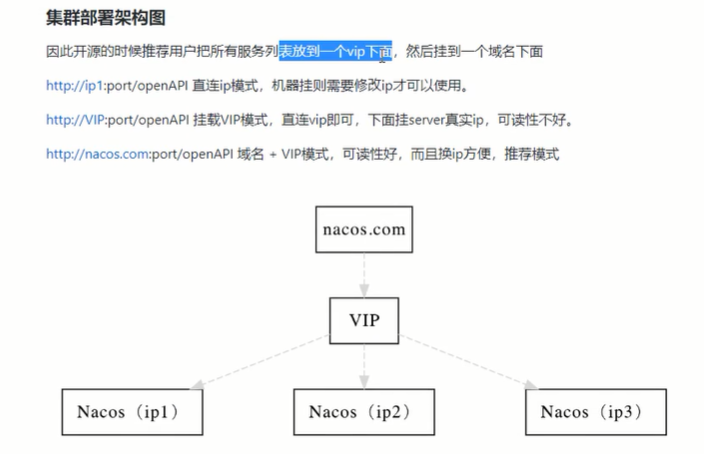 集群部署架构图
因此开源的时候推荐用户把所有服务列表放到一个vip下面，然后挂到一个域名下面
http://ip1:port/openAPI 直连ip模式，机器挂则需要修改ip才可以使用。
http://VIP:port/openAPI 挂载VIP模式，直连vip即可，下面挂server真实ip，可读性不好。
http://nacos.com:port/openAPI 域名 + VIP模式，可读性好，而且换ip方便，推荐模式
nacos.com
VIP
Nacos（ip1） Nacos（ip2） Nacos（ip3）